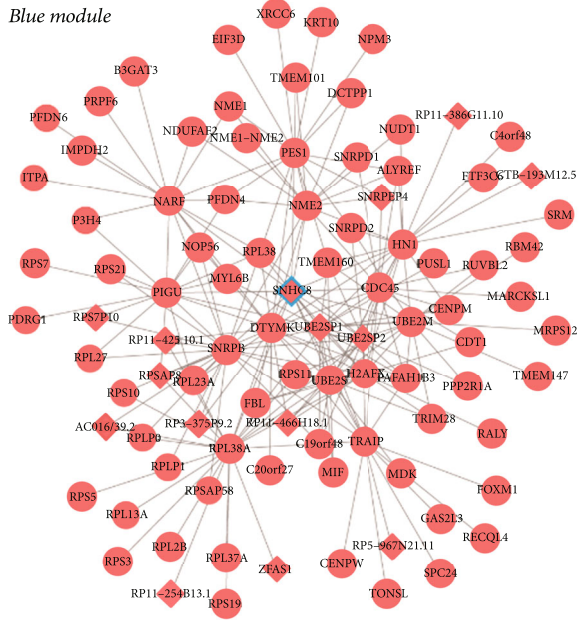 Blue module
XRCC6
KRT10
EIF3D
NPM3
B3GAT3
TMEM101
DCTPP1
PRPF6
NME1
RP11–386G11.10
PFDN6
NDUFAF2
NME1–NME2
NUDT1
C4orf48
IMPDH2
PES1
SNRPD1
ALYREF
ITPA
FTF3C6
CTB–193M12.5
NARF
PFDN4
NME2
SNRPEP4
P3H4
SNRPD2
SRM
NOP56
RPL38
HN1
RBM42
RPS7
RPS21
TMEM160
PUSL1
RUVBL2
MYL6B
PIGU
SNHG8
CDC45
MARCKSL1
PDRG1
RPS7P10
CENPM
DTYMK
UBE2SP1
UBE2M
MRPS12
RP11–425.10.1
UBE2SP2
SNRPB
CDT1
RPL27
RPSAP8
RPL23A
RPS11
UBE2S
H2AFX
PAFAH1B3
TMEM147
RPS10
PPP2R1A
FBL
AC016/39.2
RP3–375P9.2
RP11–466H18.1
TRIM28
RPLP0
RALY
RPL38A
C19orf48
TRAIP
RPLP1
C20orf27
MIF
MDK
RPS5
RPSAP58
FOXM1
RPL13A
GAS2L3
RECQL4
RPL2B
RP5–967N21.11
RPS3
RPL37A
ZFAS1
CENPW
SPC24
RP11–254B13.1
RPS19
TONSL